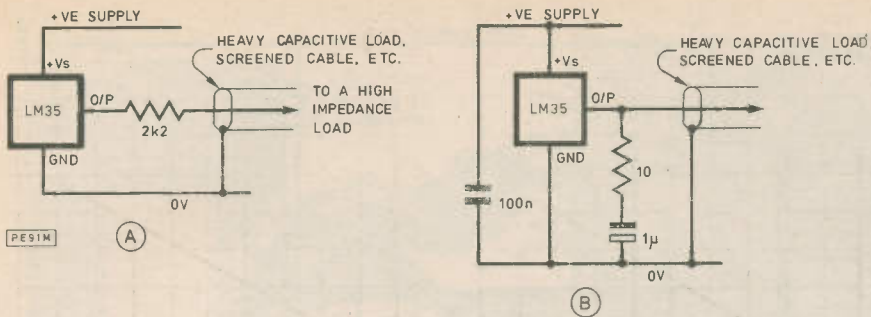 +VE SUPPLY
+Vs
LM35
O/P
2k2
GND
0V
HEAVY CAPACITIVE LOAD,
SCREENED CABLE, ETC.
TO A HIGH
IMPEDANCE
LOAD
PE91M
A
+VE SUPPLY
+Vs
LM35
O/P
GND
100n
10
1µ
0V
HEAVY CAPACITIVE LOAD
SCREENED CABLE, ETC.
B